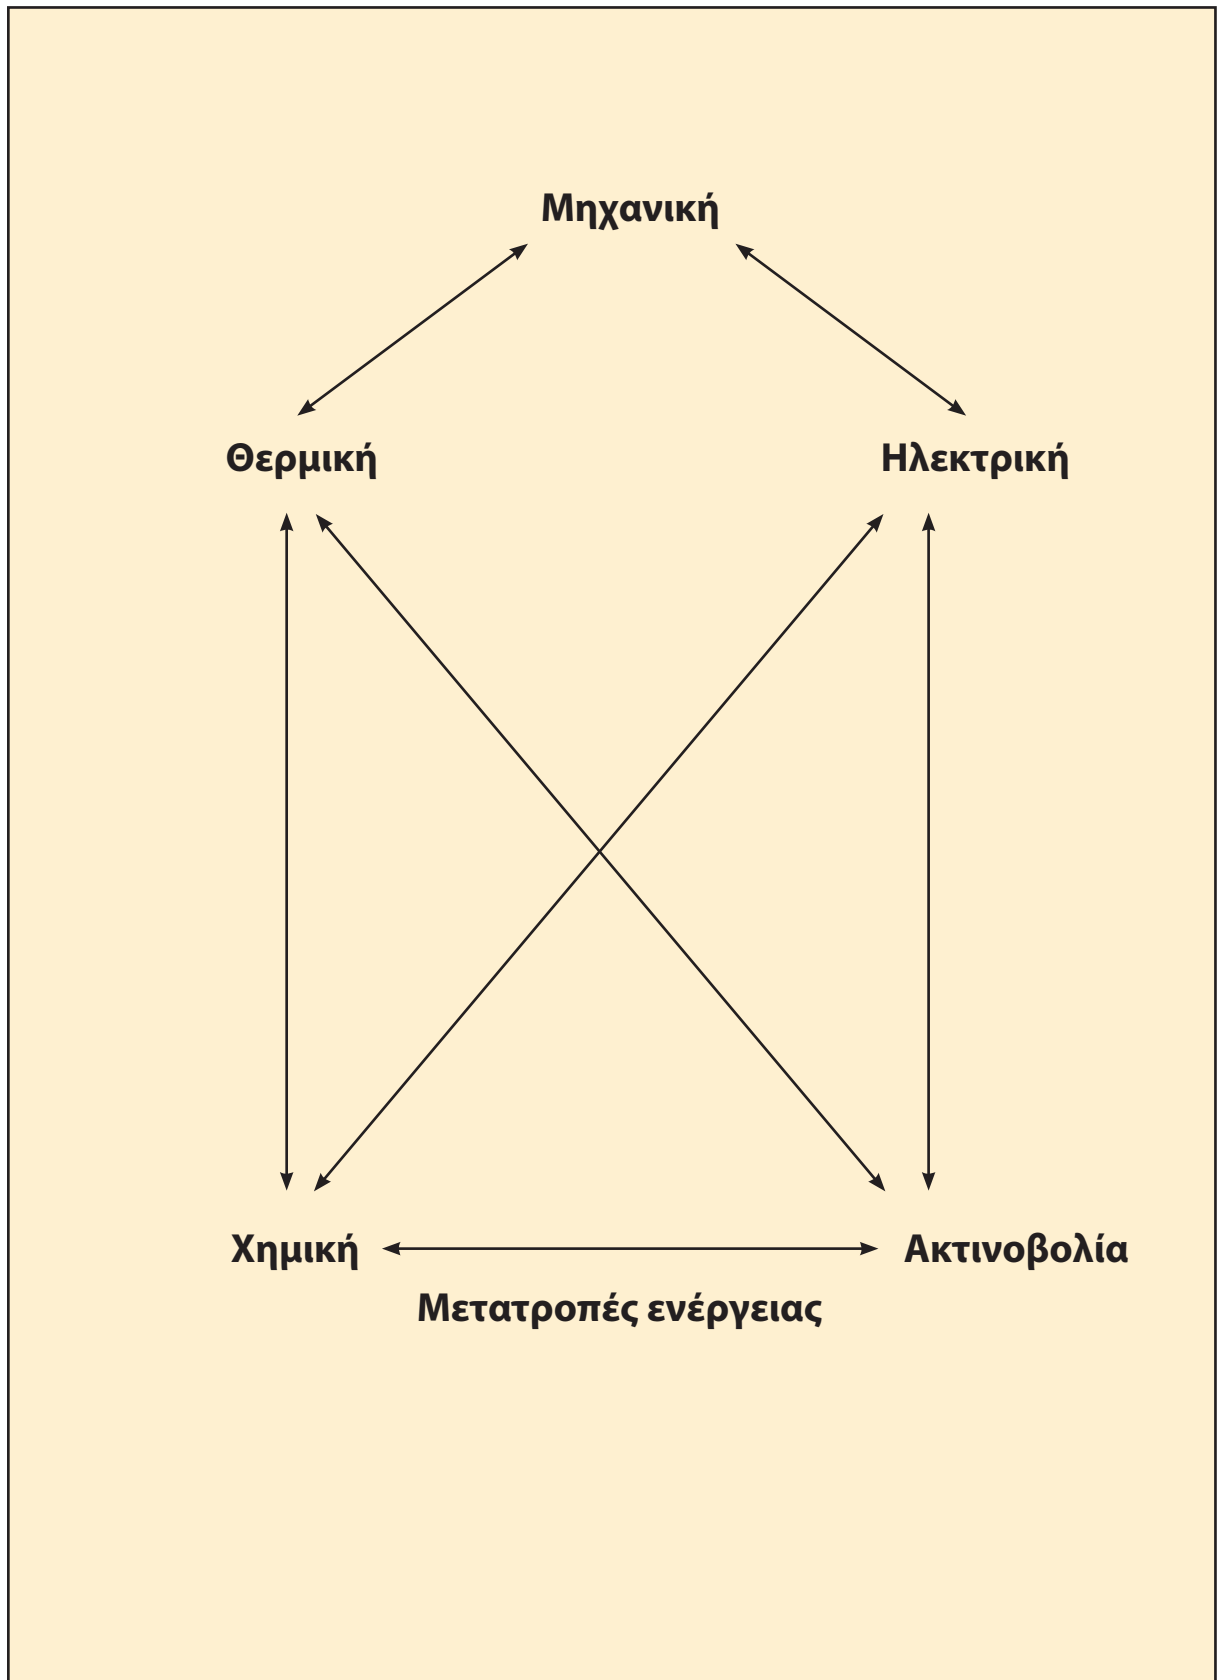 Μηχανική
Θερμική
Ηλεκτρική
Χημική
Ακτινοβολία
Μετατροπές ενέργειας